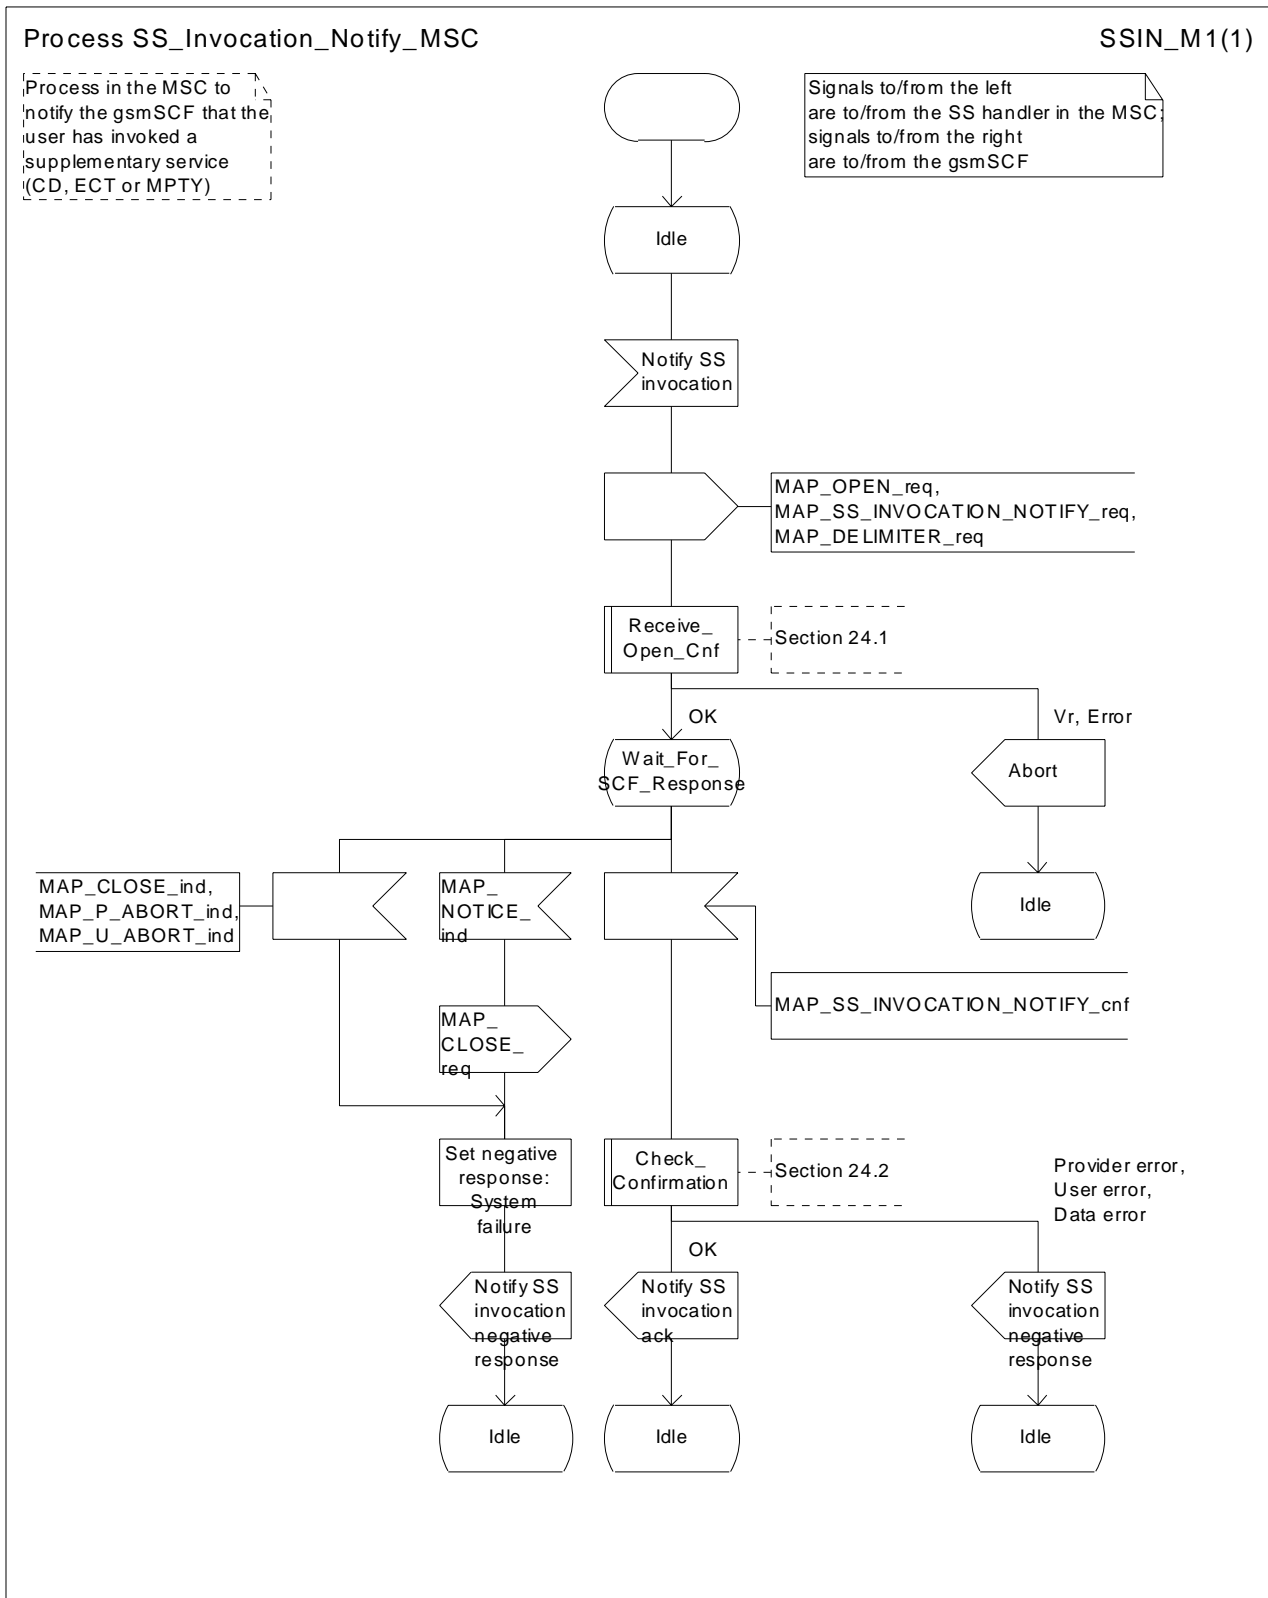 Process SS_Invocation_Notify_MSC
SSIN_M1(1)
Process in the MSC to
notify the gsmSCF that the
user has invoked a
supplementary service
(CD, ECT or MPTY)
Signals to/from the left
are to/from the SS handler in the MSC;
signals to/from the right
are to/from the gsmSCF
Idle
Notify SS
invocation
MAP_OPEN_req,
MAP_SS_INVOCATION_NOTIFY_req,
MAP_DELIMITER_req
Receive_
Open_Cnf
Section 24.1
OK
Vr, Error
Wait_For_
SCF_Response
Abort
MAP_CLOSE_ind,
MAP_P_ABORT_ind,
MAP_U_ABORT_ind
MAP_
NOTICE_
ind
Idle
MAP_SS_INVOCATION_NOTIFY_cnf
MAP_
CLOSE_
req
Set negative
response:
System
failure
Check_
Confirmation
Section 24.2
Provider error,
User error,
Data error
OK
Notify SS
invocation
negative
response
Notify SS
invocation
ack
Notify SS
invocation
negative
response
Idle
Idle
Idle